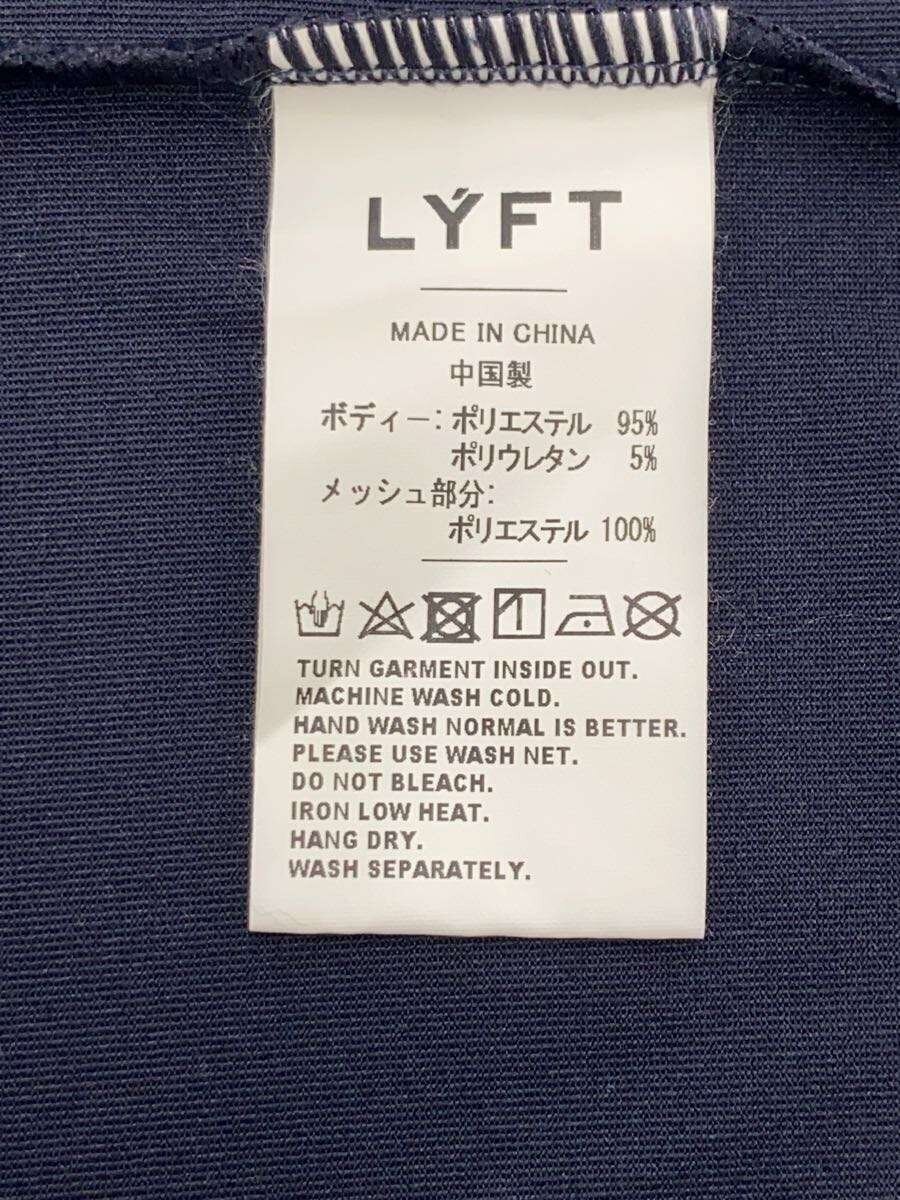 LÝFT
MADE IN CHINA
中国製
ボディー: ポリエステル 95%
ポリウレタン 5%
メッシュ部分:
ポリエステル 100%
TURN GARMENT INSIDE OUT.
MACHINE WASH COLD.
HAND WASH NORMAL IS BETTER.
PLEASE USE WASH NET.
DO NOT BLEACH.
IRON LOW HEAT.
HANG DRY.
WASH SEPARATELY.